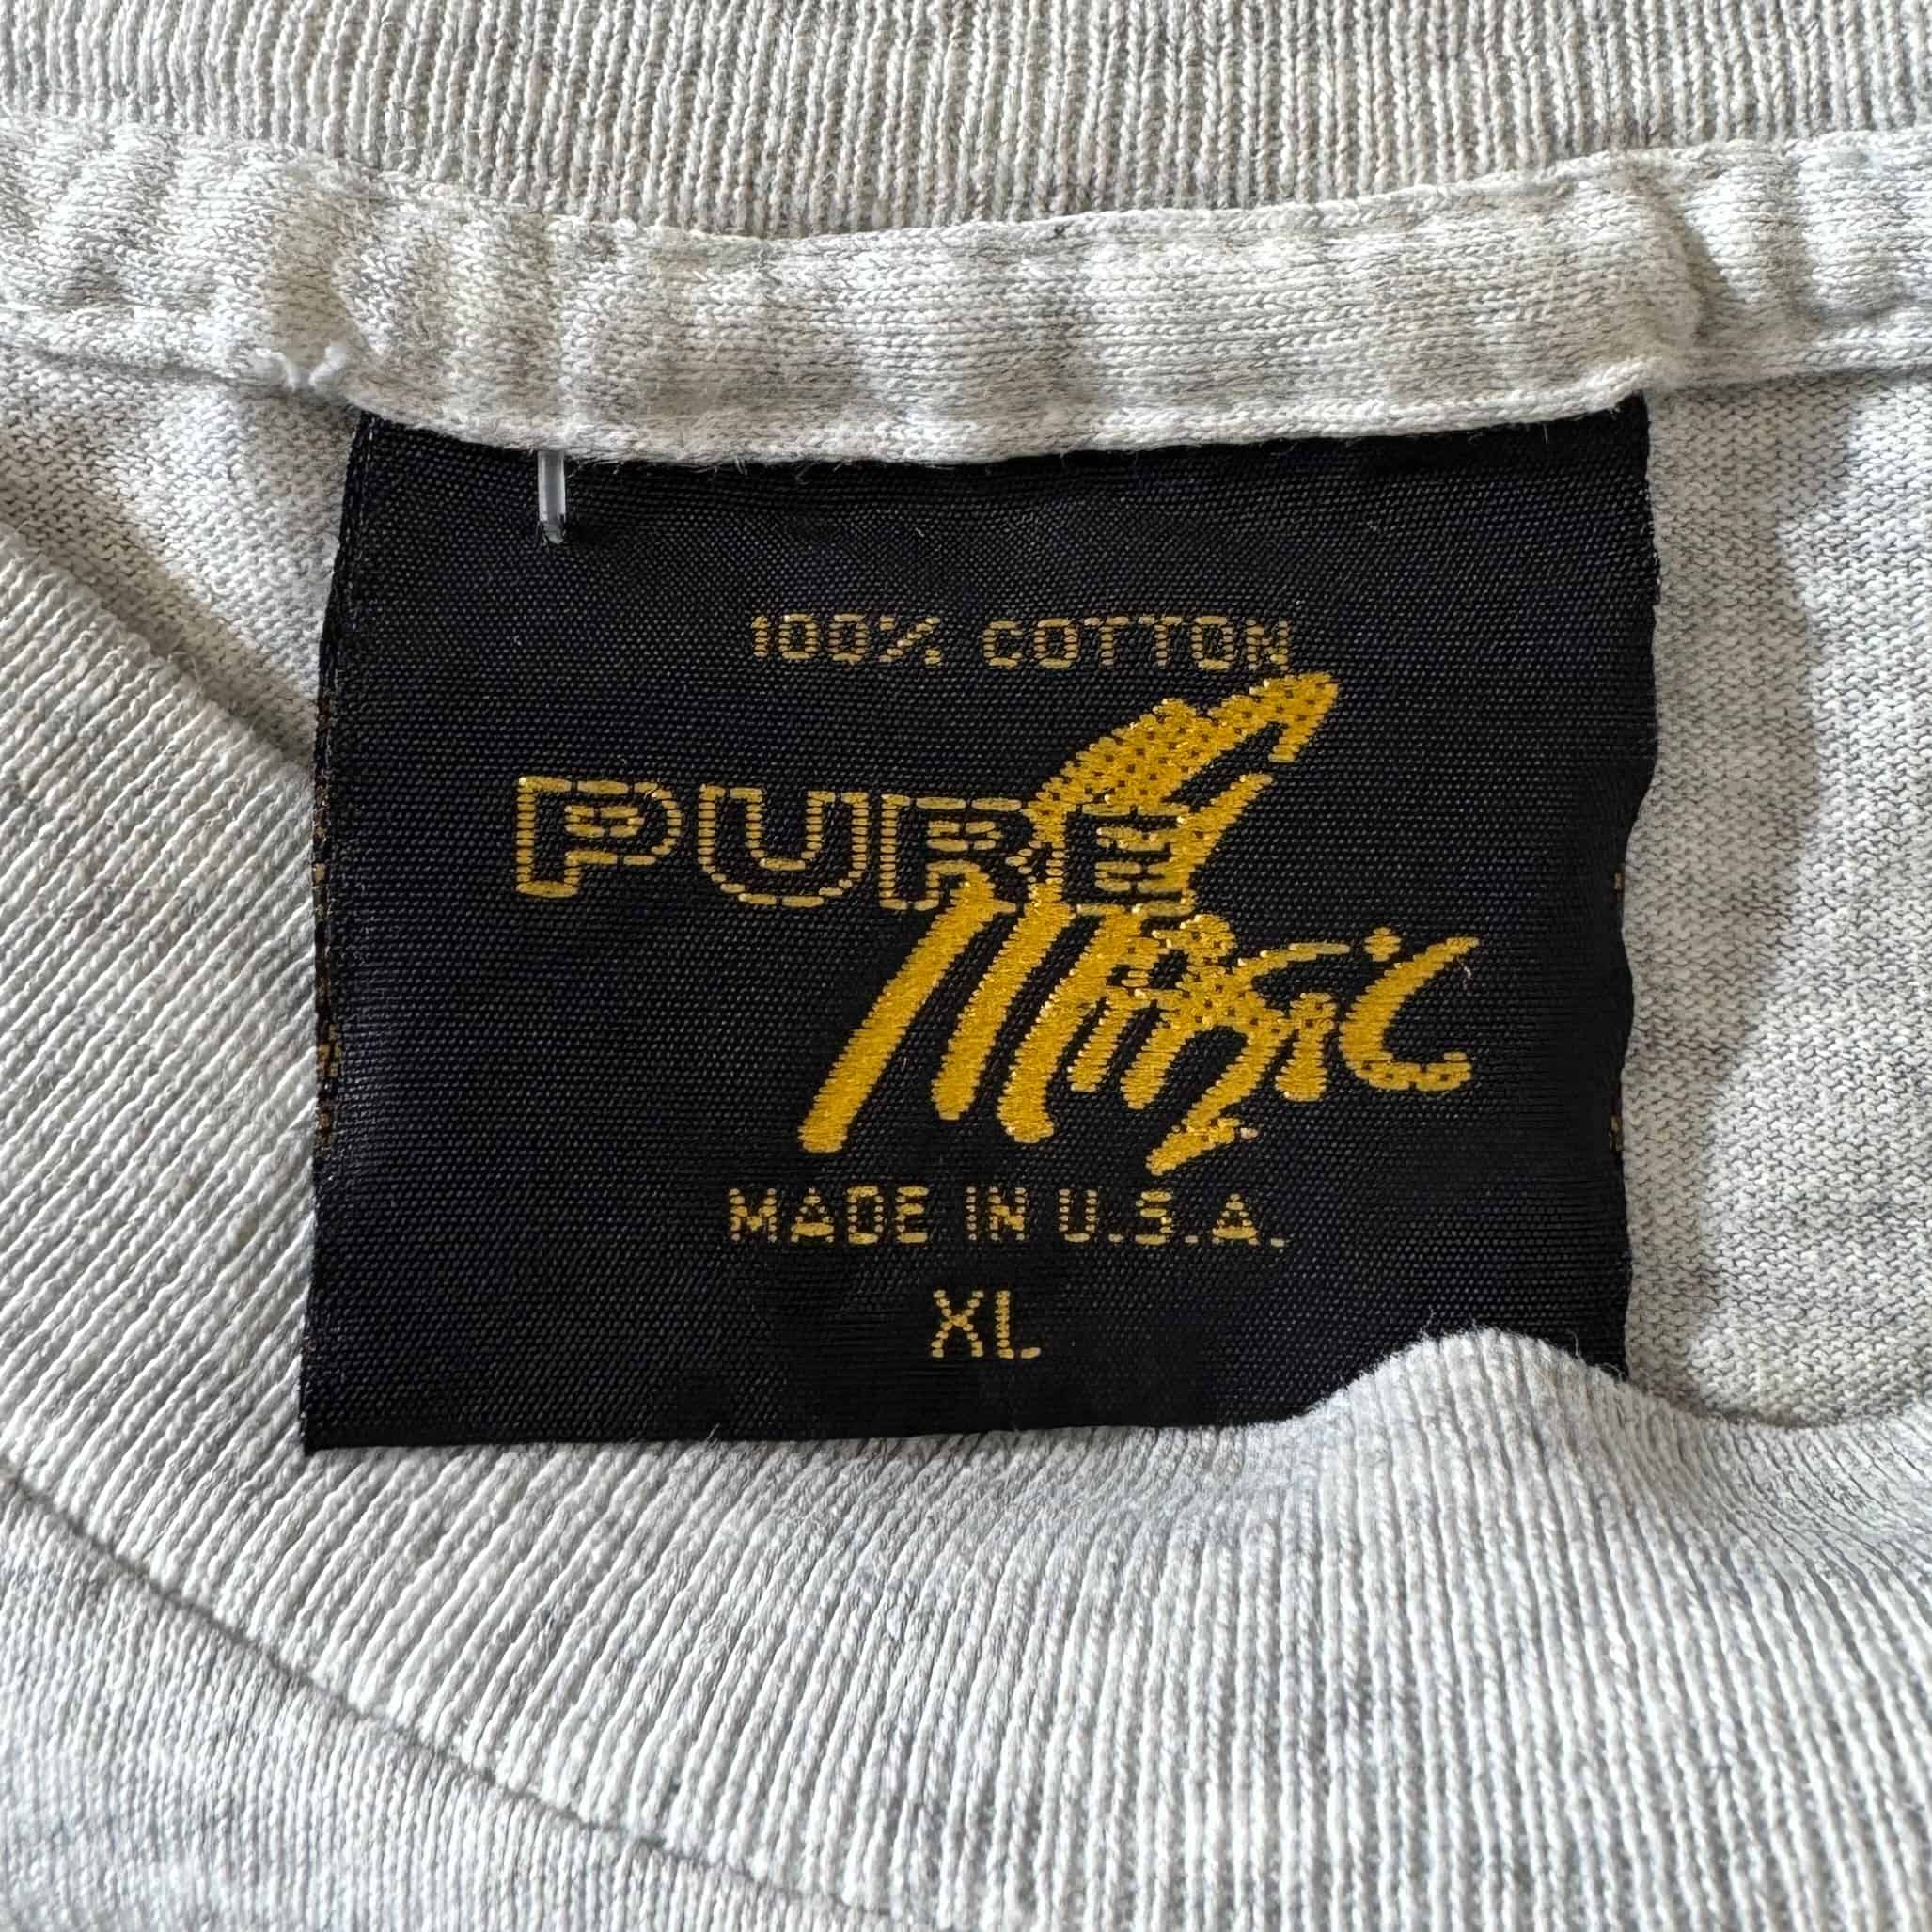 100% COTTON
PURE
Magic
MADE IN U.S.A.
XL